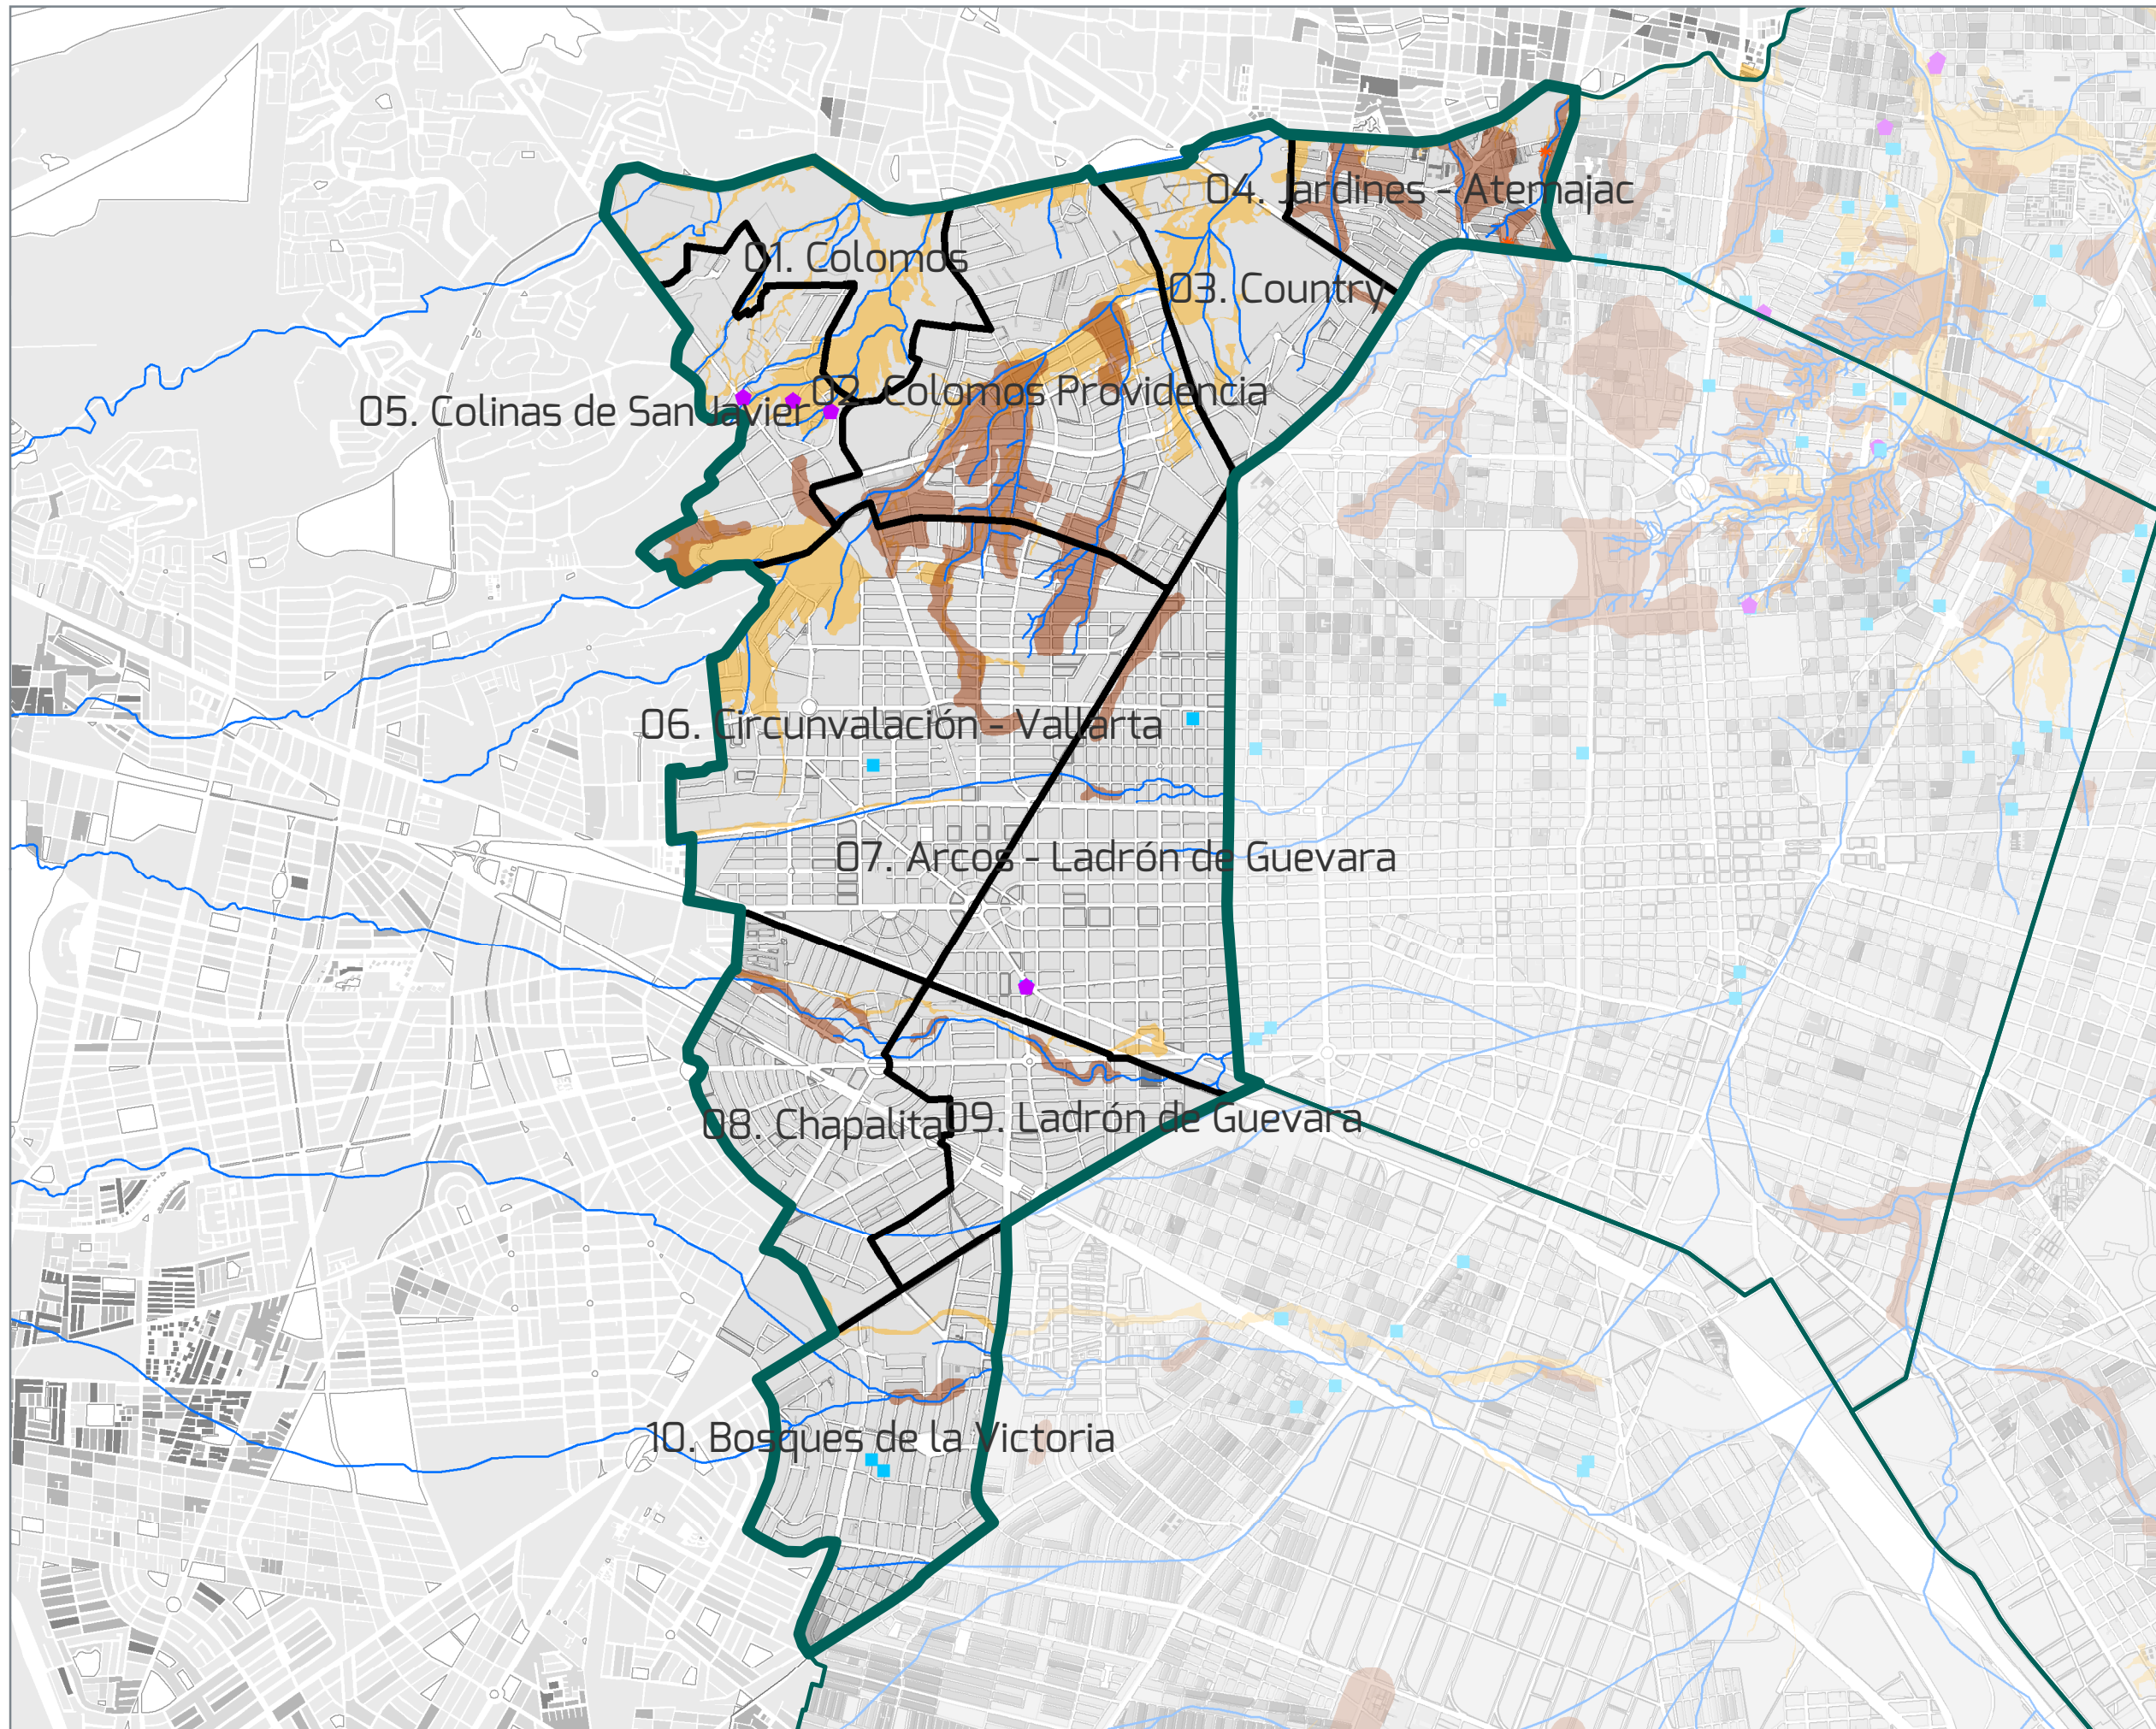 04. Jardines - Atemajac
01. Colomos
03. Country
02. Colomos Providencia
05. Colinas de San Javier
06. Circunvalación - Vallarta
07. Arcos - Ladrón de Guevara
08. Chapalita
09. Ladrón de Guevara
10. Bosques de la Victoria